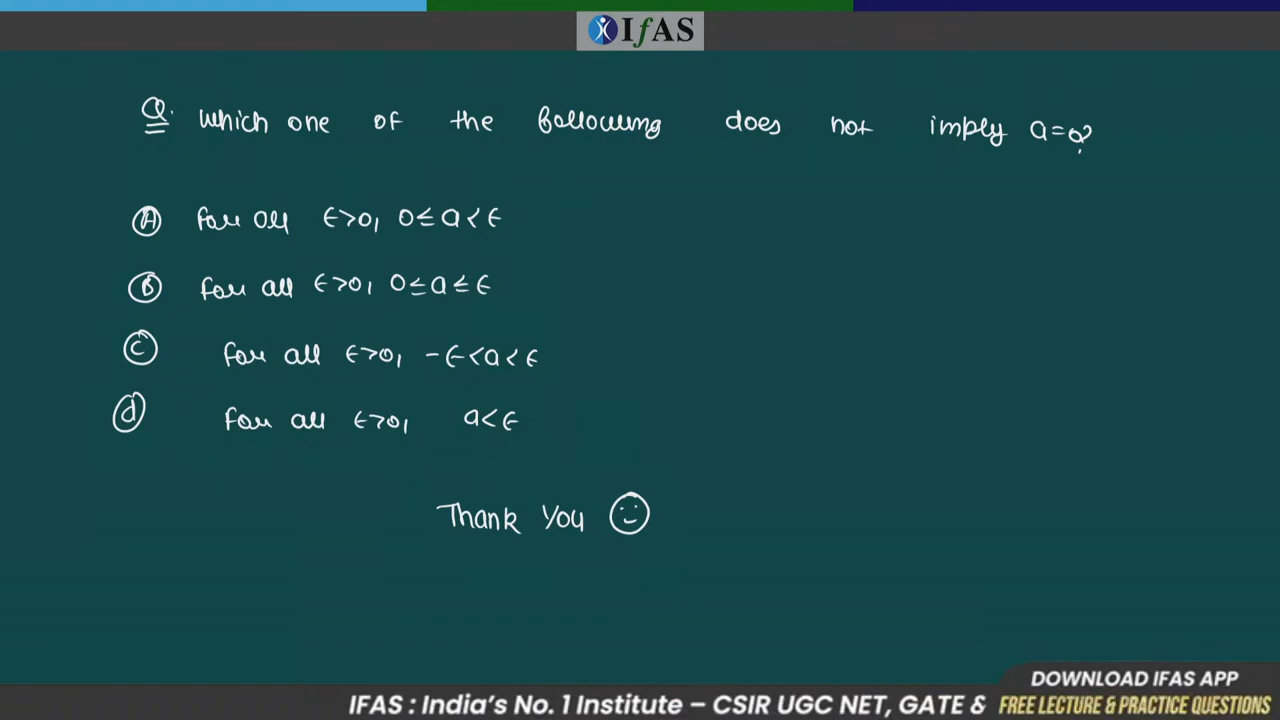 IfAS
Q. Which one of the following does not imply a=0?
(A) for all ϵ>0, 0≤a<ϵ
(B) for all ϵ>0, 0≤a≤ϵ
(C) for all ϵ>0, -ϵ<a<ϵ
(d) for all ϵ>0, a<ϵ
Thank You
DOWNLOAD IFAS APP
IFAS : India's No. 1 Institute – CSIR UGC NET, GATE & FREE LECTURE & PRACTICE QUESTIONS